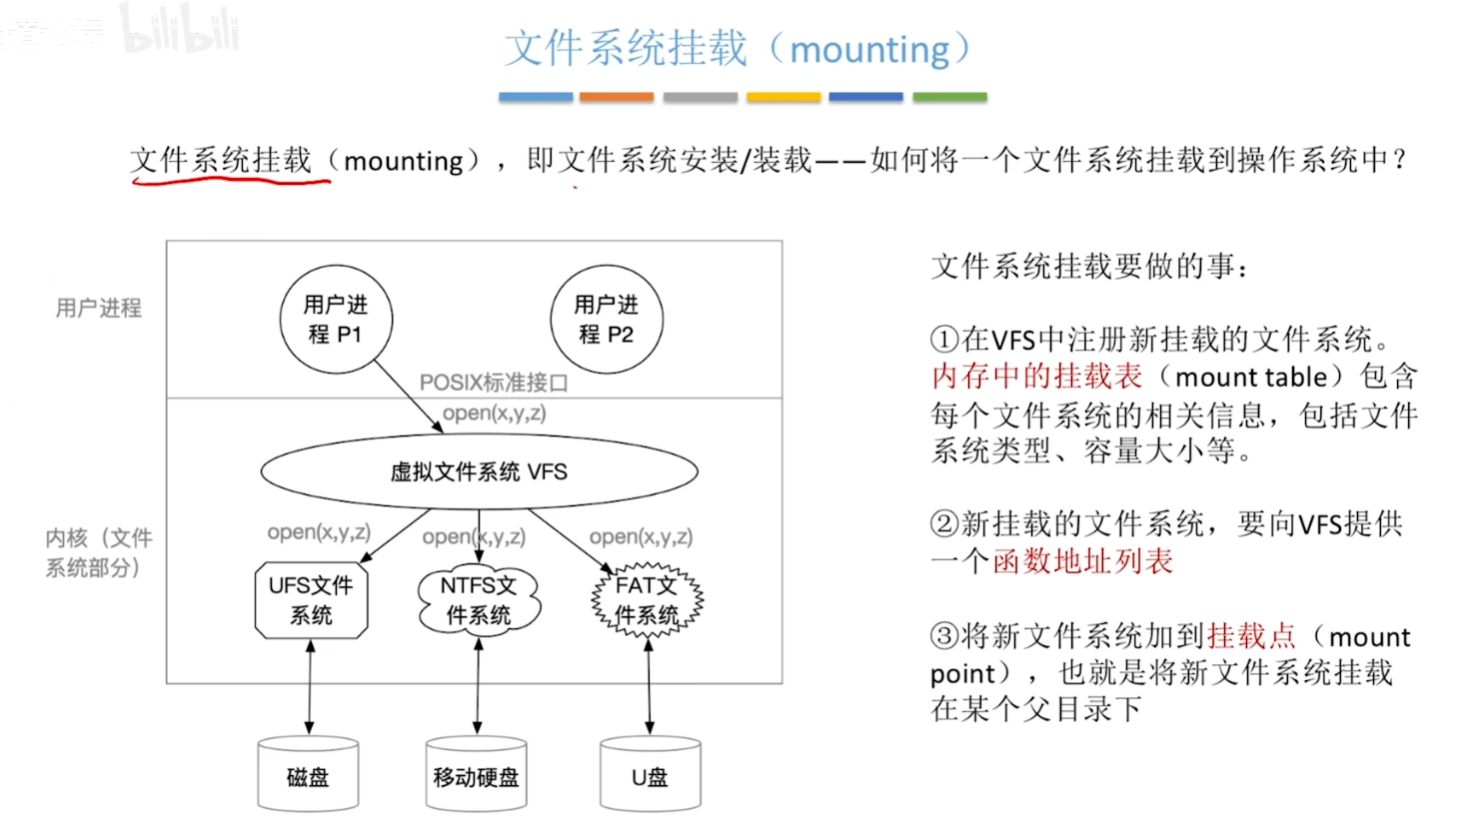 bilibili
文件系统挂载（mounting）
文件系统挂载（mounting），即文件系统安装/装载——如何将一个文件系统挂载到操作系统中？
用户进程
用户进
程 P1
用户进
程 P2
POSIX标准接口
open(x,y,z)
虚拟文件系统 VFS
内核（文件
系统部分）
open(x,y,z)
open(x,y,z)
open(x,y,z)
UFS文件
系统
NTFS文
件系统
FAT文
件系统
磁盘
移动硬盘
U盘
文件系统挂载要做的事：
①在VFS中注册新挂载的文件系统。
内存中的挂载表（mount table）包含
每个文件系统的相关信息，包括文件
系统类型、容量大小等。
②新挂载的文件系统，要向VFS提供
一个函数地址列表
③将新文件系统加到挂载点（mount
point），也就是将新文件系统挂载
在某个父目录下